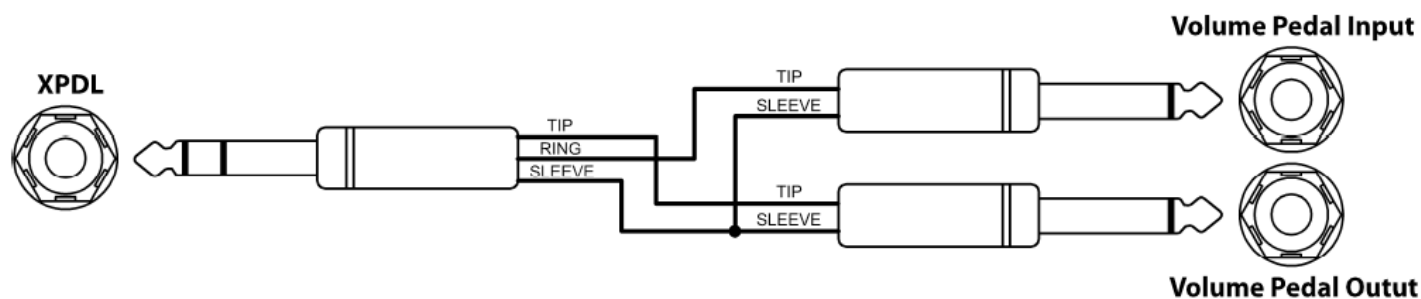 Volume Pedal Input
XPDL
TIP
SLEEVE
TIP
RING
SLEEVE
TIP
SLEEVE
Volume Pedal Outut